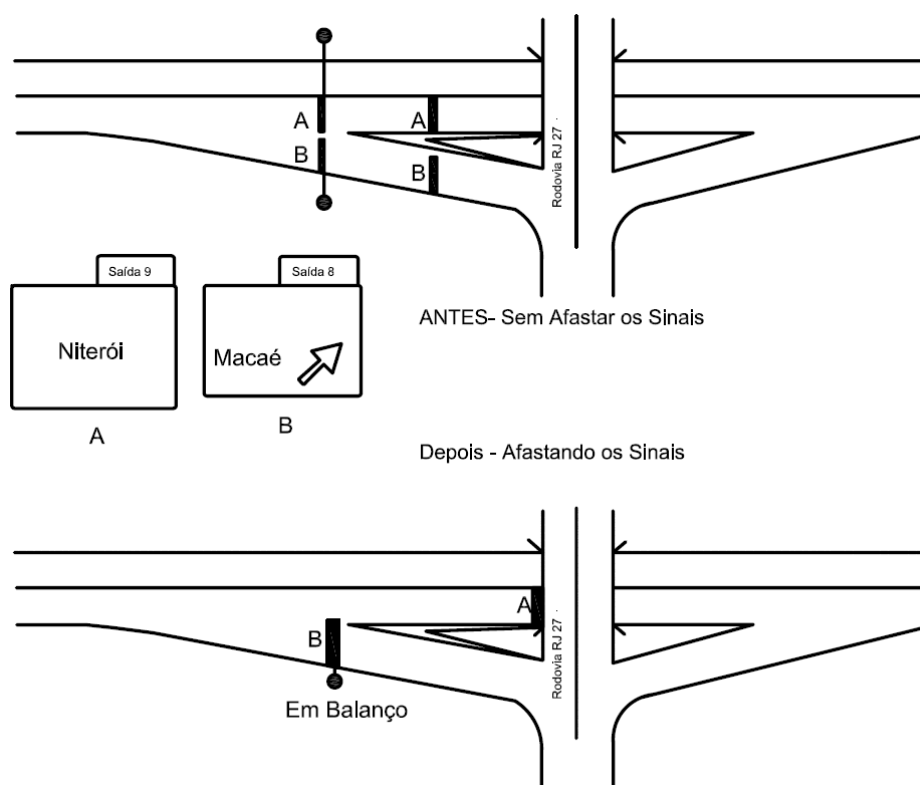 A
A
B
B
Rodovia RJ 27
Saída 9
Niterói
A
Saída 8
Macaé
B
ANTES- Sem Afastar os Sinais
Depois - Afastando os Sinais
A
B
Rodovia RJ 27
Em Balanço